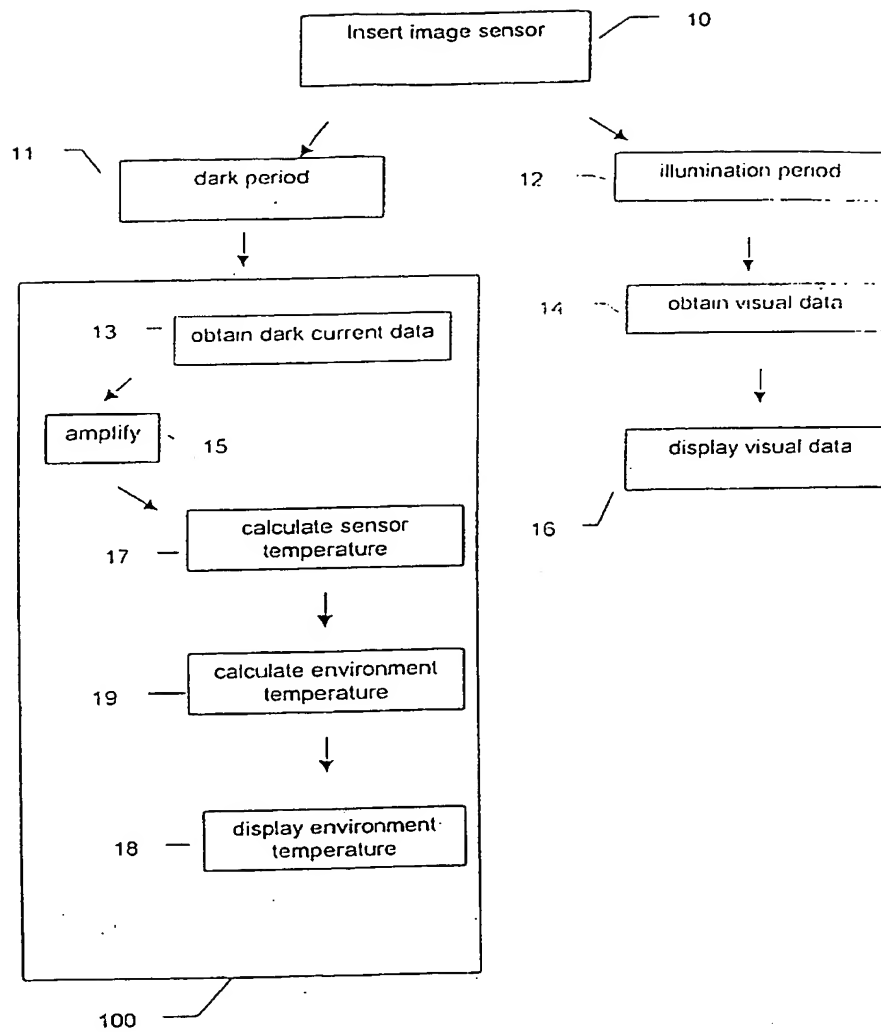 Insert image sensor
10
11
dark period
12
illumination period
13
obtain dark current data
14
obtain visual data
amplify
15
display visual data
16
17
calculate sensor
temperature
19
calculate environment
temperature
18
display environment
temperature
100